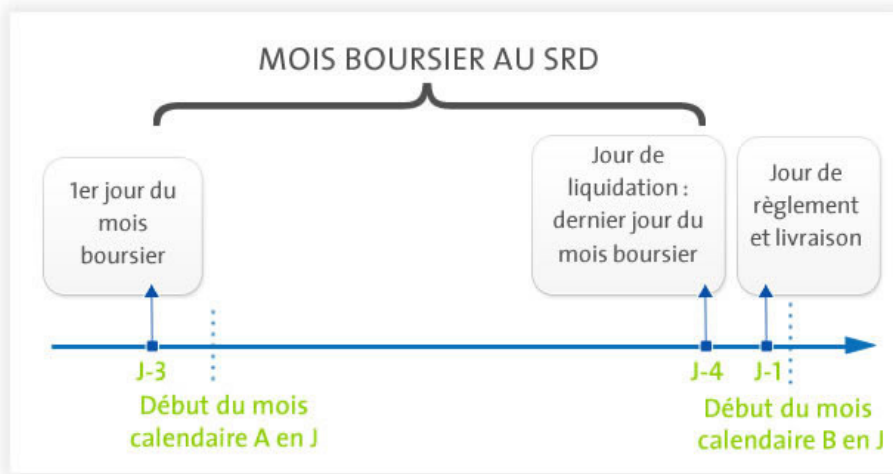 MOIS BOURSIER AU SRD
1er jour du
mois
boursier
Jour de
liquidation :
dernier jour du
mois boursier
Jour de
règlement
et livraison
J-3
J-4
J-1
Début du mois
calendaire A en J
Début du mois
calendaire B en J